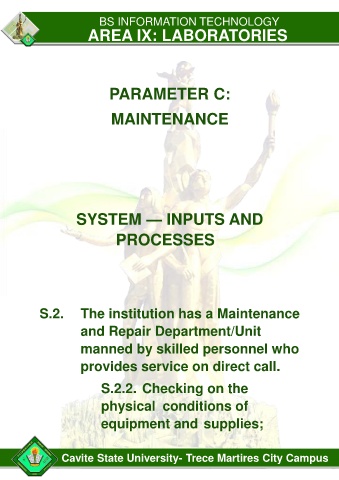 BS INFORMATION TECHNOLOGY
AREA IX: LABORATORIES
PARAMETER C:
MAINTENANCE
SYSTEM — INPUTS AND
PROCESSES
S.2. The institution has a Maintenance
and Repair Department/Unit
manned by skilled personnel who
provides service on direct call.
S.2.2. Checking on the
physical conditions of
equipment and supplies;
Cavite State University- Trece Martires City Campus